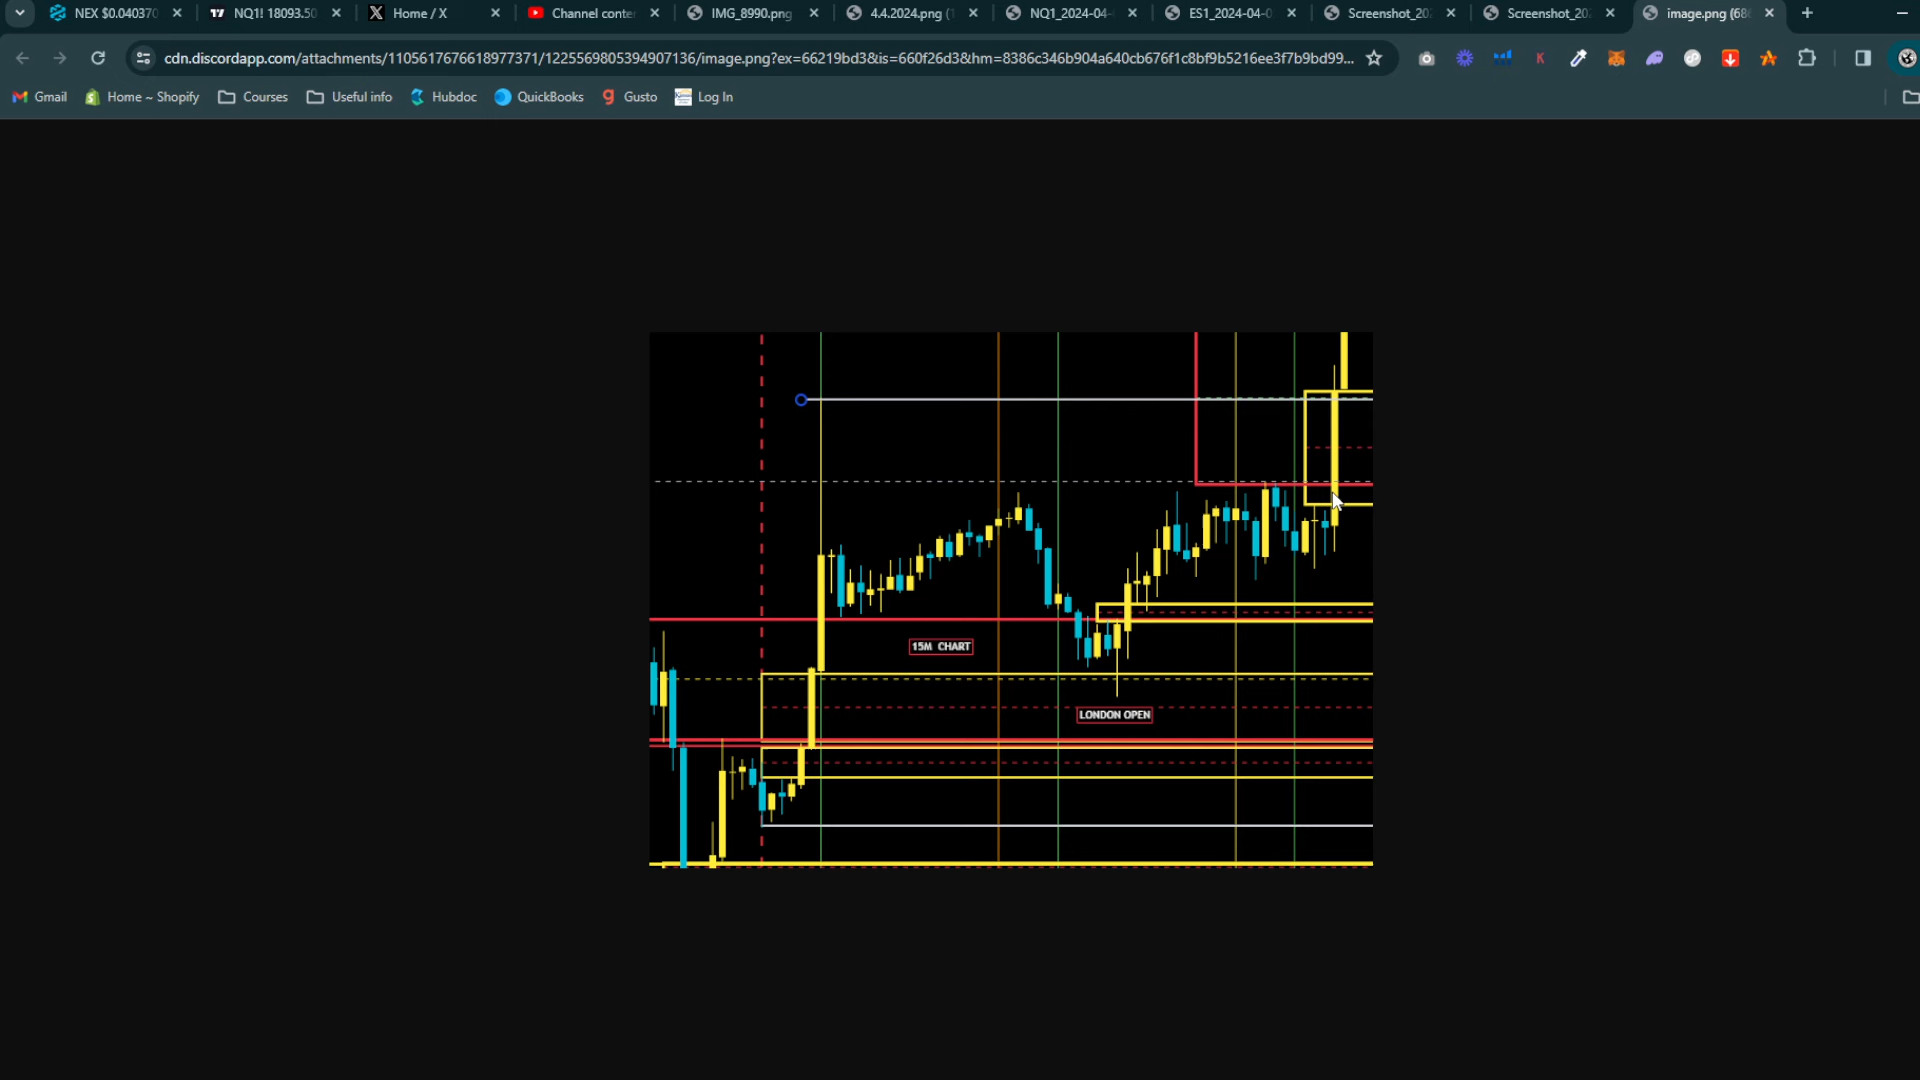 NEX $0.040370
NQ1! 18093.50
Home / X
Channel conte
IMG_8990.png
4.4.2024.png (1
NQ1_2024-04-
ES1_2024-04-0
Screenshot_20
Screenshot_20
image.png (68
cdn.discordapp.com/attachments/1105617676618977371/1225569805394907136/image.png?ex=66219bd3&is=660f26d3&hm=8386c346b904a640cb676f1c8bf9b5216ee3f7b9bd99...
Gmail
Home ~ Shopify
Courses
Useful info
Hubdoc
QuickBooks
Gusto
Log In
15M CHART
LONDON OPEN